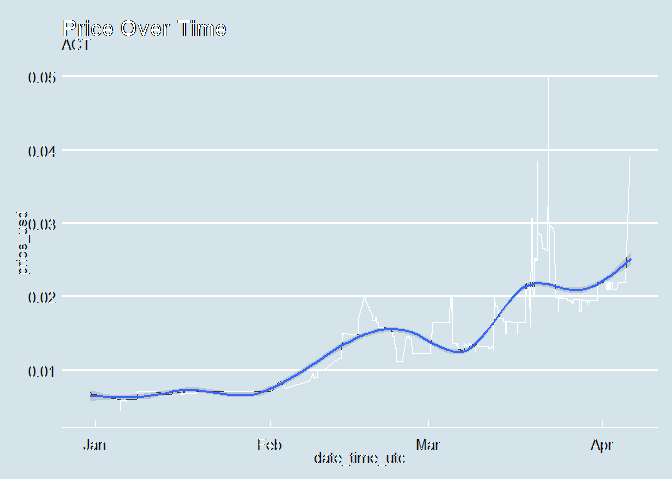 Price Over Time
ACT
0.05
0.04
0.03
0.02
0.01
price_usd
Jan Feb Mar Apr
date_time_utc